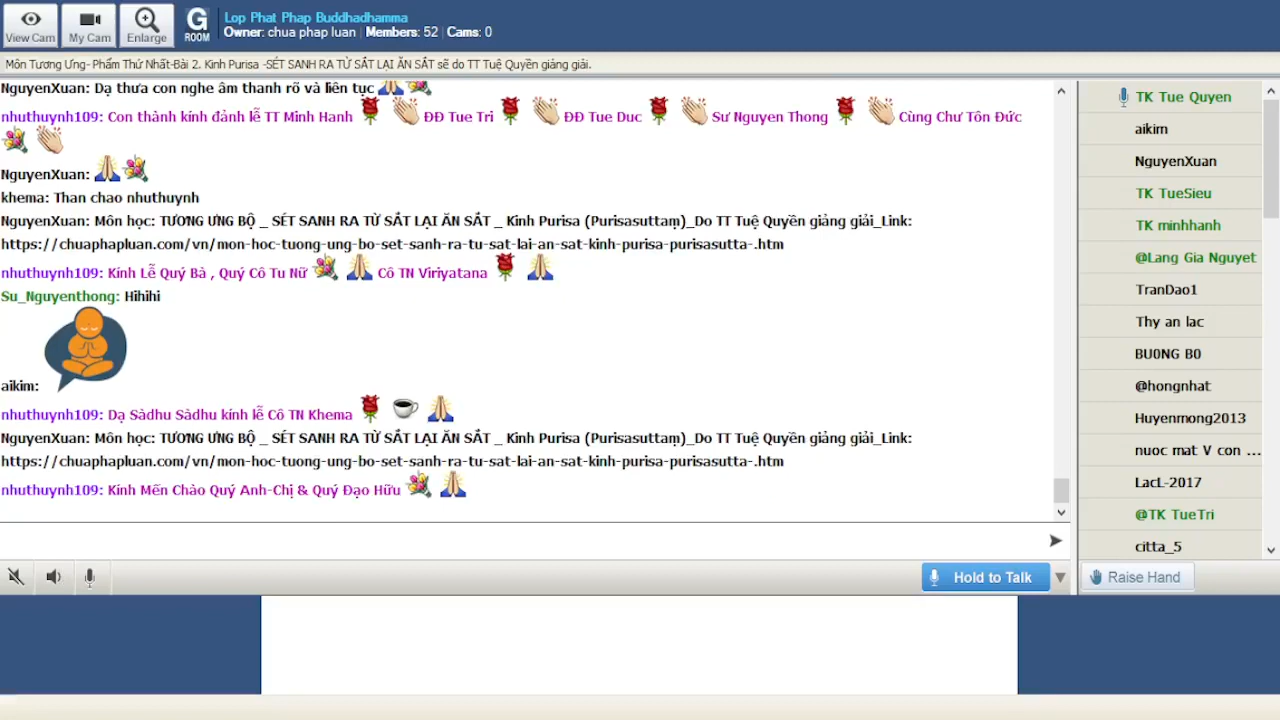 View Cam
My Cam
Enlarge
G
ROOM
Lop Phat Phap Buddhadhamma
Owner: chua phap luan | Members: 52 | Cams: 0
Môn Tương Ưng- Phẩm Thứ Nhất-Bài 2. Kinh Purisa -SÉT SANH RA TỪ SẮT LẠI ĂN SẮT sẽ do TT Tuệ Quyền giảng giải.
NguyenXuan: Dạ thưa con nghe âm thanh rõ và liên tục
nhuthuynh109: Con thành kính đảnh lễ TT Minh Hanh ĐĐ Tue Tri ĐĐ Tue Duc Sư Nguyen Thong Cùng Chư Tôn Đức
NguyenXuan:
khema: Than chao nhuthuynh
NguyenXuan: Môn học: TƯƠNG ƯNG BỘ _ SÉT SANH RA TỪ SẮT LẠI ĂN SẮT _ Kinh Purisa (Purisasuttaṃ)_Do TT Tuệ Quyền giảng giải_Link:
https://chuaphapluan.com/vn/mon-hoc-tuong-ung-bo-set-sanh-ra-tu-sat-lai-an-sat-kinh-purisa-purisasutta-.htm
nhuthuynh109: Kính Lễ Quý Bà , Quý Cô Tu Nữ Cô TN Viriyatana
Su_Nguyenthong: Hihihi
aikim:
nhuthuynh109: Dạ Sàdhu Sàdhu kính lễ Cô TN Khema
NguyenXuan: Môn học: TƯƠNG ƯNG BỘ _ SÉT SANH RA TỪ SẮT LẠI ĂN SẮT _ Kinh Purisa (Purisasuttaṃ)_Do TT Tuệ Quyền giảng giải_Link:
https://chuaphapluan.com/vn/mon-hoc-tuong-ung-bo-set-sanh-ra-tu-sat-lai-an-sat-kinh-purisa-purisasutta-.htm
nhuthuynh109: Kính Mến Chào Quý Anh-Chị & Quý Đạo Hữu
TK Tue Quyen
aikim
NguyenXuan
TK TueSieu
TK minhhanh
@Lang Gia Nguyet
TranDao1
Thy an lac
BU0NG B0
@hongnhat
Huyenmong2013
nuoc mat V con ...
LacL-2017
@TK TueTri
citta_5
Hold to Talk
Raise Hand